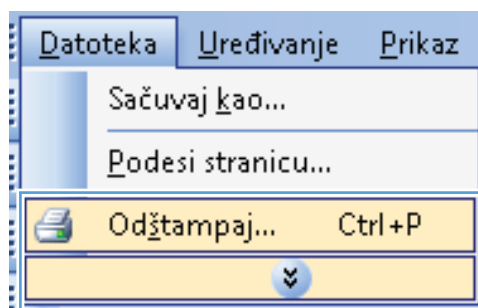 Datoteka Uređivanje Prikaz
Sačuvaj kao...
Podesi stranicu...
Odštampaj... Ctrl+P